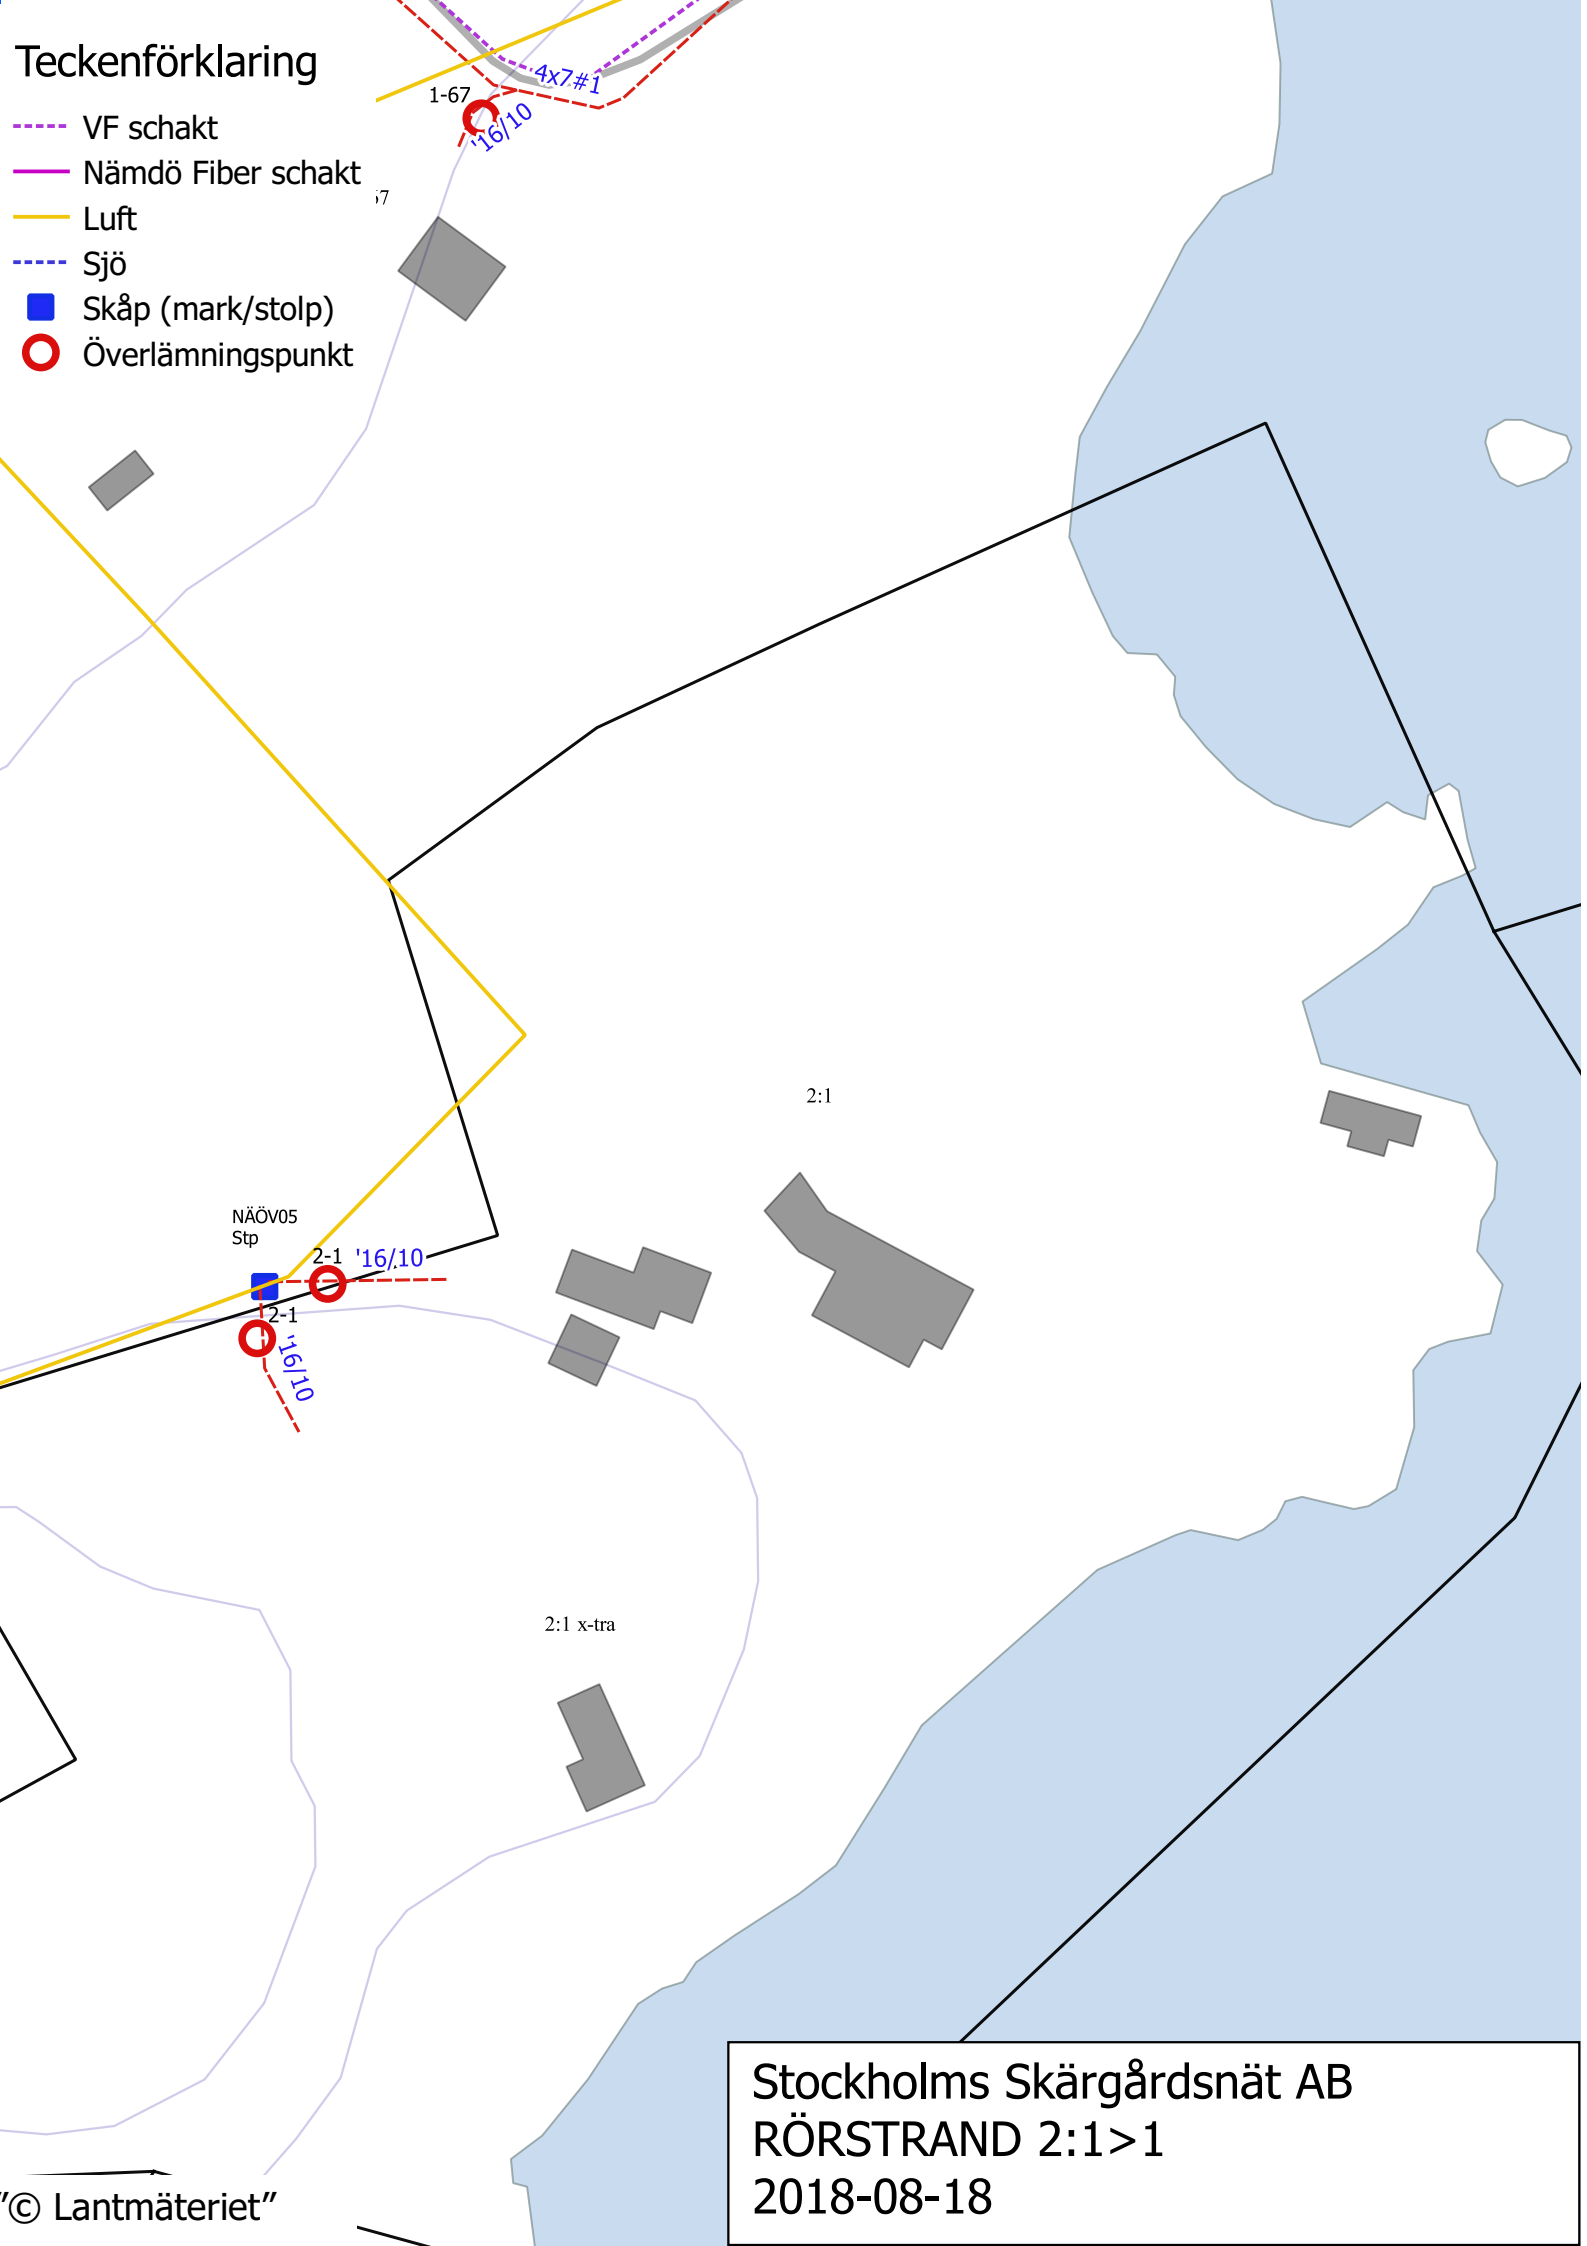 Teckenförklaring
VF schakt
Nämdö Fiber schakt
Luft
Sjö
Skåp (mark/stolp)
Överlämningspunkt
4x7#1
1-67
'16/10
7
2:1
NÄÖV05
Stp
2-1
'16/10
2-1
'16/10
2:1 x-tra
Stockholms Skärgårdsnät AB
RÖRSTRAND 2:1>1
2018-08-18
"© Lantmäteriet"